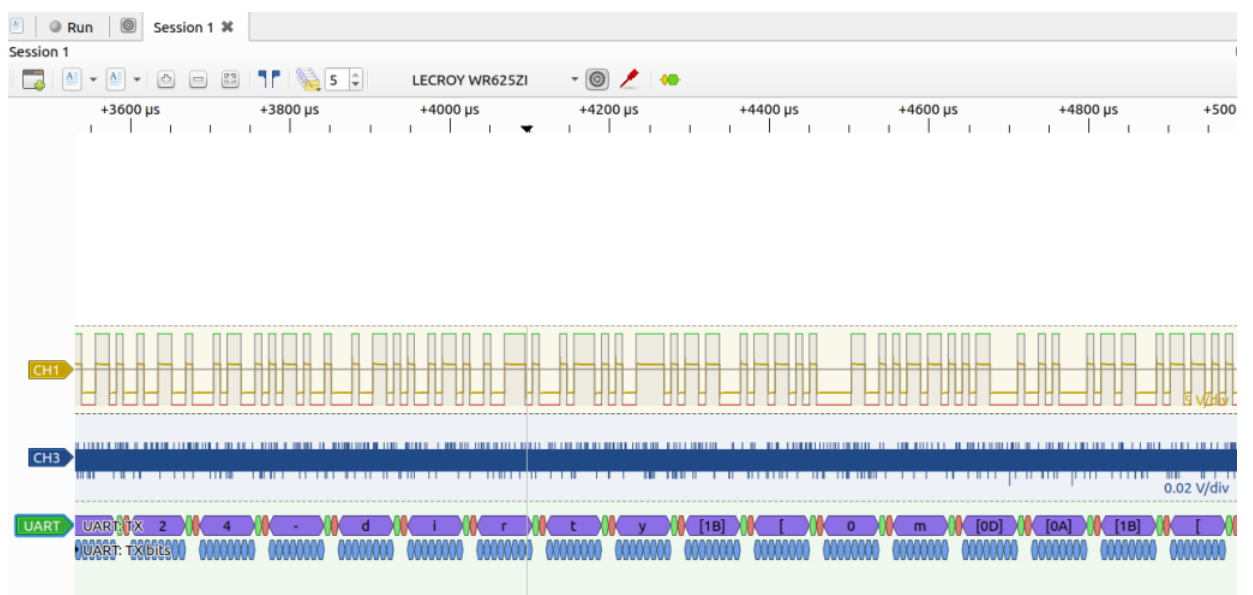 Run Session 1 ✖
Session 1
5 LECROY WR625ZI
+3600 µs +3800 µs +4000 µs +4200 µs +4400 µs +4600 µs +4800 µs +500
CH1
5 V/div
CH3
0.02 V/div
UART UART: TX 2 4 - d i r t y [1B] [ 0 m [0D] [0A] [1B] [
UART: TX bits